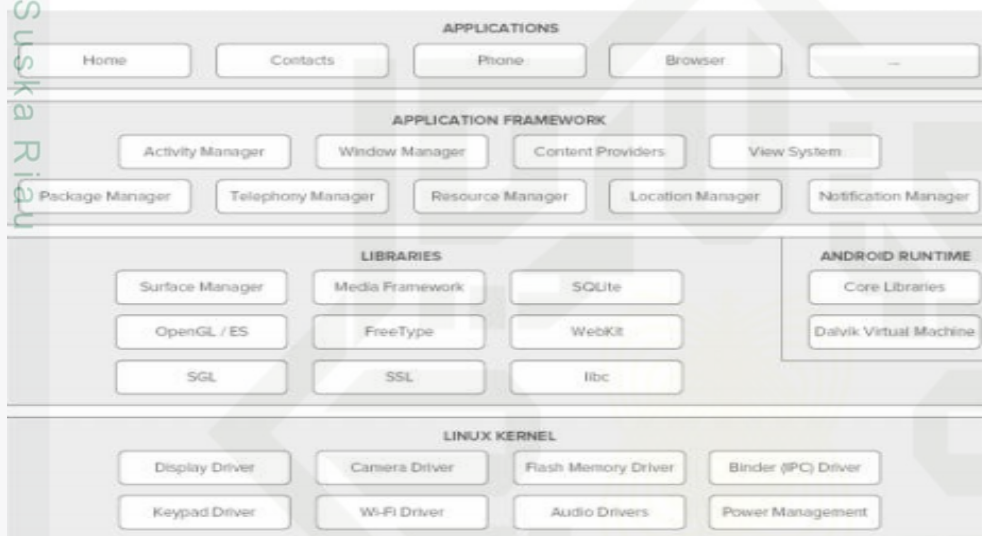 Suska Riau
APPLICATIONS
Home Contacts Phone Browser ...
APPLICATION FRAMEWORK
Activity Manager Window Manager Content Providers View System
Package Manager Telephony Manager Resource Manager Location Manager Notification Manager
LIBRARIES
Surface Manager Media Framework SQLite
OpenGL / ES FreeType WebKit
SGL SSL libc
ANDROID RUNTIME
Core Libraries
Dalvik Virtual Machine
LINUX KERNEL
Display Driver Camera Driver Flash Memory Driver Binder (IPC) Driver
Keypad Driver Wi-Fi Driver Audio Drivers Power Management